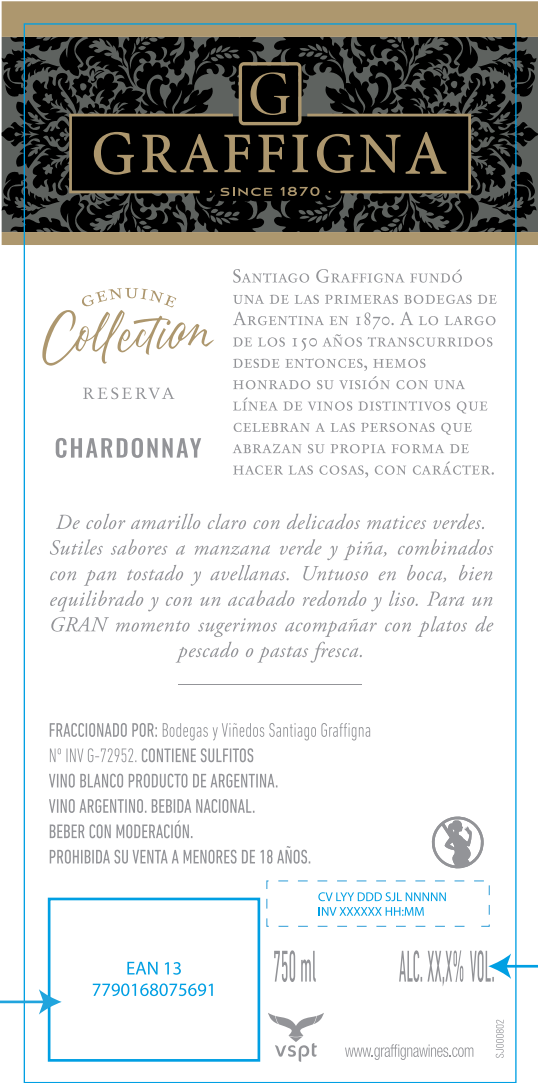 G
GRAFFIGNA
· SINCE 1870 ·
GENUINE
Collection
RESERVA
CHARDONNAY
Santiago Graffigna fundó
una de las primeras bodegas de
Argentina en 1870. A lo largo
de los 150 años transcurridos
desde entonces, hemos
honrado su visión con una
línea de vinos distintivos que
celebran a las personas que
abrazan su propia forma de
hacer las cosas, con carácter.
De color amarillo claro con delicados matices verdes.
Sutiles sabores a manzana verde y piña, combinados
con pan tostado y avellanas. Untuoso en boca, bien
equilibrado y con un acabado redondo y liso. Para un
GRAN momento sugerimos acompañar con platos de
pescado o pastas fresca.
FRACCIONADO POR: Bodegas y Viñedos Santiago Graffigna
Nº INV G-72952. CONTIENE SULFITOS
VINO BLANCO PRODUCTO DE ARGENTINA.
VINO ARGENTINO. BEBIDA NACIONAL.
BEBER CON MODERACIÓN.
PROHIBIDA SU VENTA A MENORES DE 18 AÑOS.
CV LYY DDD SJL NNNNN
INV XXXXXX HH:MM
EAN 13
7790168075691
750 ml
ALC. XX,X% VOL.
vspt
www.graffignawines.com
SJ000802